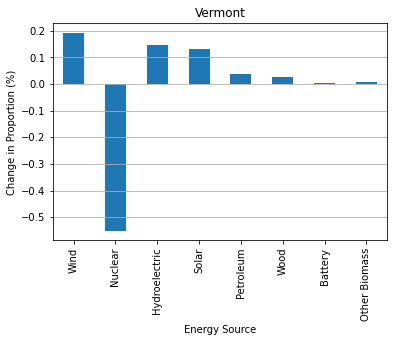 Vermont
Change in Proportion (%)
0.2
0.1
0.0
−0.1
−0.2
−0.3
−0.4
−0.5
Wind
Nuclear
Hydroelectric
Solar
Petroleum
Wood
Battery
Other Biomass
Energy Source